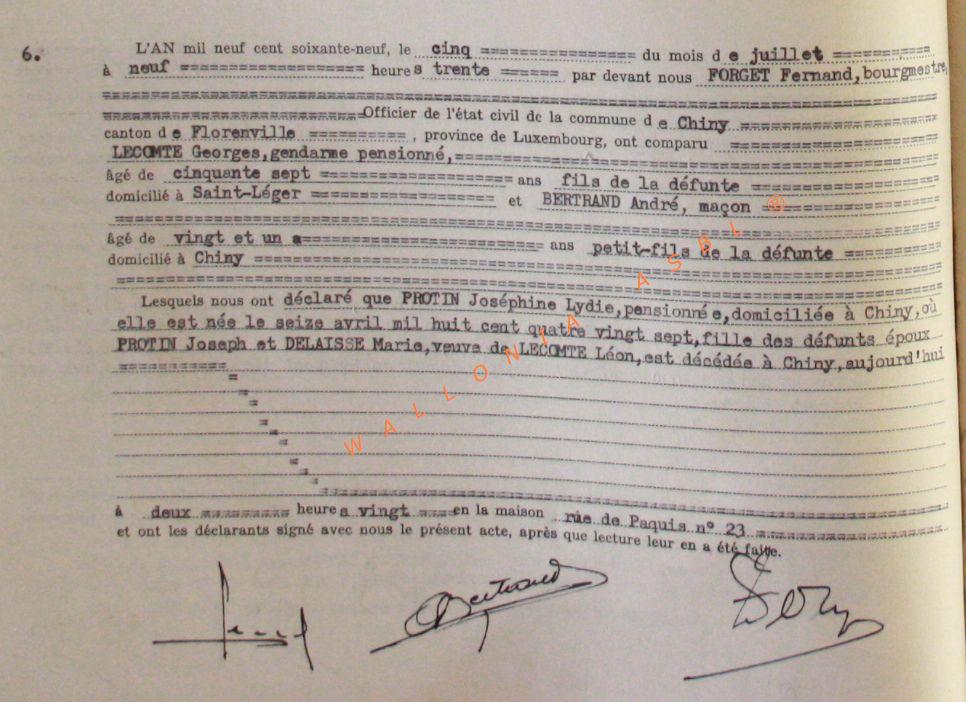 6.
L'AN mil neuf cent soixante-neuf, le cinq =============== du mois d e juillet ==========
à neuf ================== heure s trente ====== par devant nous FORGET Fernand, bourgmestre,
================================================================
=========================Officier de l'état civil de la commune d e Chiny ====================
canton d e Florenville ==========, province de Luxembourg, ont comparu ====================
LECOMTE Georges,gendarme pensionné,================================================
âgé de cinquante sept =================== ans fils de la défunte ==================
domicilié à Saint-Léger ================== et BERTRAND André, maçon ================
================================================================
âgé de vingt et un a======================= ans petit-fils de la défunte =========
domicilié à Chiny ================================================================
================================================================
Lesquels nous ont déclaré que PROTIN Joséphine Lydie,pensionné e,domiciliée à Chiny,où
elle est née le seize avril mil huit cent quatre vingt sept,fille des défunts époux
PROTIN Joseph et DELAISSE Marie,veuve de LECOMTE Léon,est décédée à Chiny,aujourd'hui
===========
=
=
=
=
=
=
=
================================================================
à deux ======== heure s vingt ====en la maison rue de Paquis n° 23 ==================
et ont les déclarants signé avec nous le présent acte, après que lecture leur en a été faite.
Bertrand
WALLONIA ASBL ®